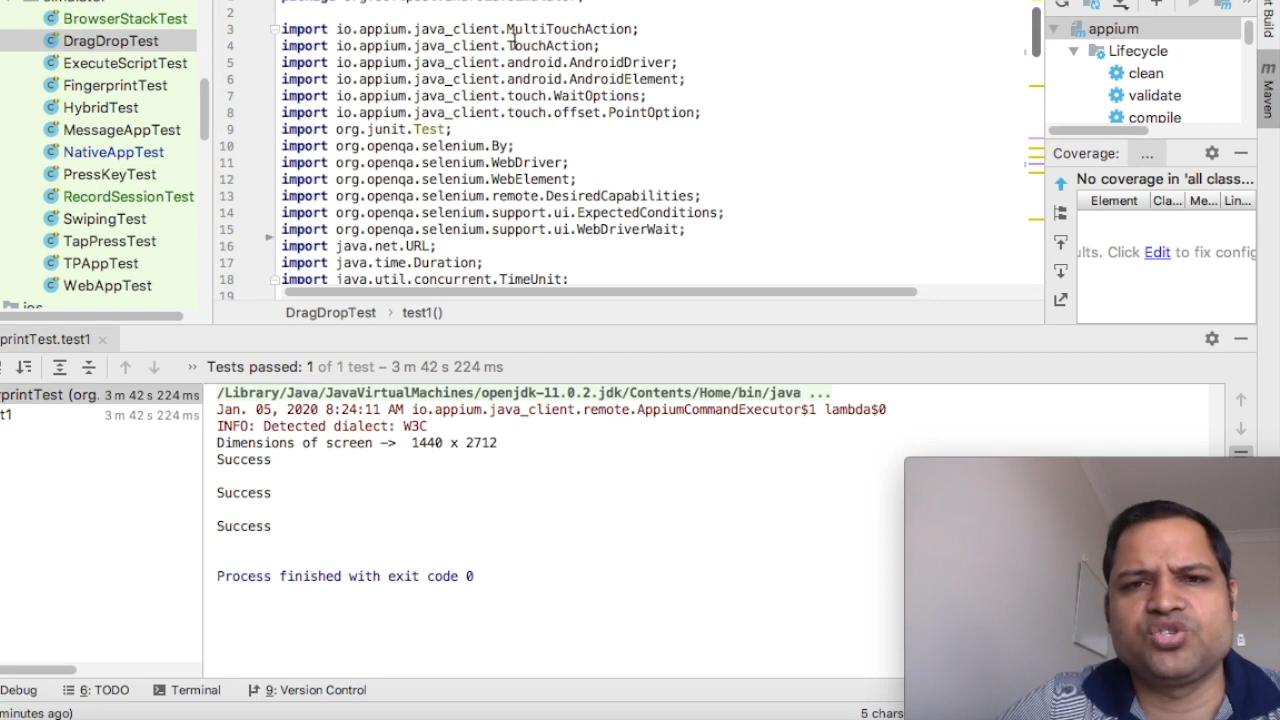 BrowserStackTest
DragDropTest
ExecuteScriptTest
FingerprintTest
HybridTest
MessageAppTest
NativeAppTest
PressKeyTest
RecordSessionTest
SwipingTest
TapPressTest
TPAppTest
WebAppTest
ios
2
3 import io.appium.java_client.MultiTouchAction;
4 import io.appium.java_client.TouchAction;
5 import io.appium.java_client.android.AndroidDriver;
6 import io.appium.java_client.android.AndroidElement;
7 import io.appium.java_client.touch.WaitOptions;
8 import io.appium.java_client.touch.offset.PointOption;
9 import org.junit.Test;
10 import org.openqa.selenium.By;
11 import org.openqa.selenium.WebDriver;
12 import org.openqa.selenium.WebElement;
13 import org.openqa.selenium.remote.DesiredCapabilities;
14 import org.openqa.selenium.support.ui.ExpectedConditions;
15 import org.openqa.selenium.support.ui.WebDriverWait;
16 import java.net.URL;
17 import java.time.Duration;
18 import java.util.concurrent.TimeUnit;
19
DragDropTest › test1()
appium
Lifecycle
clean
validate
compile
Coverage: ...
No coverage in 'all class...
Element Cla... Me... Lin...
ults. Click Edit to fix config
t Build
Maven
printTest.test1
» Tests passed: 1 of 1 test – 3 m 42 s 224 ms
printTest (org. 3 m 42 s 224 ms
t1 3 m 42 s 224 ms
/Library/Java/JavaVirtualMachines/openjdk-11.0.2.jdk/Contents/Home/bin/java ...
Jan. 05, 2020 8:24:11 AM io.appium.java_client.remote.AppiumCommandExecutor$1 lambda$0
INFO: Detected dialect: W3C
Dimensions of screen –> 1440 x 2712
Success
Success
Success
Process finished with exit code 0
Debug 6: TODO Terminal 9: Version Control
minutes ago) 5 chars